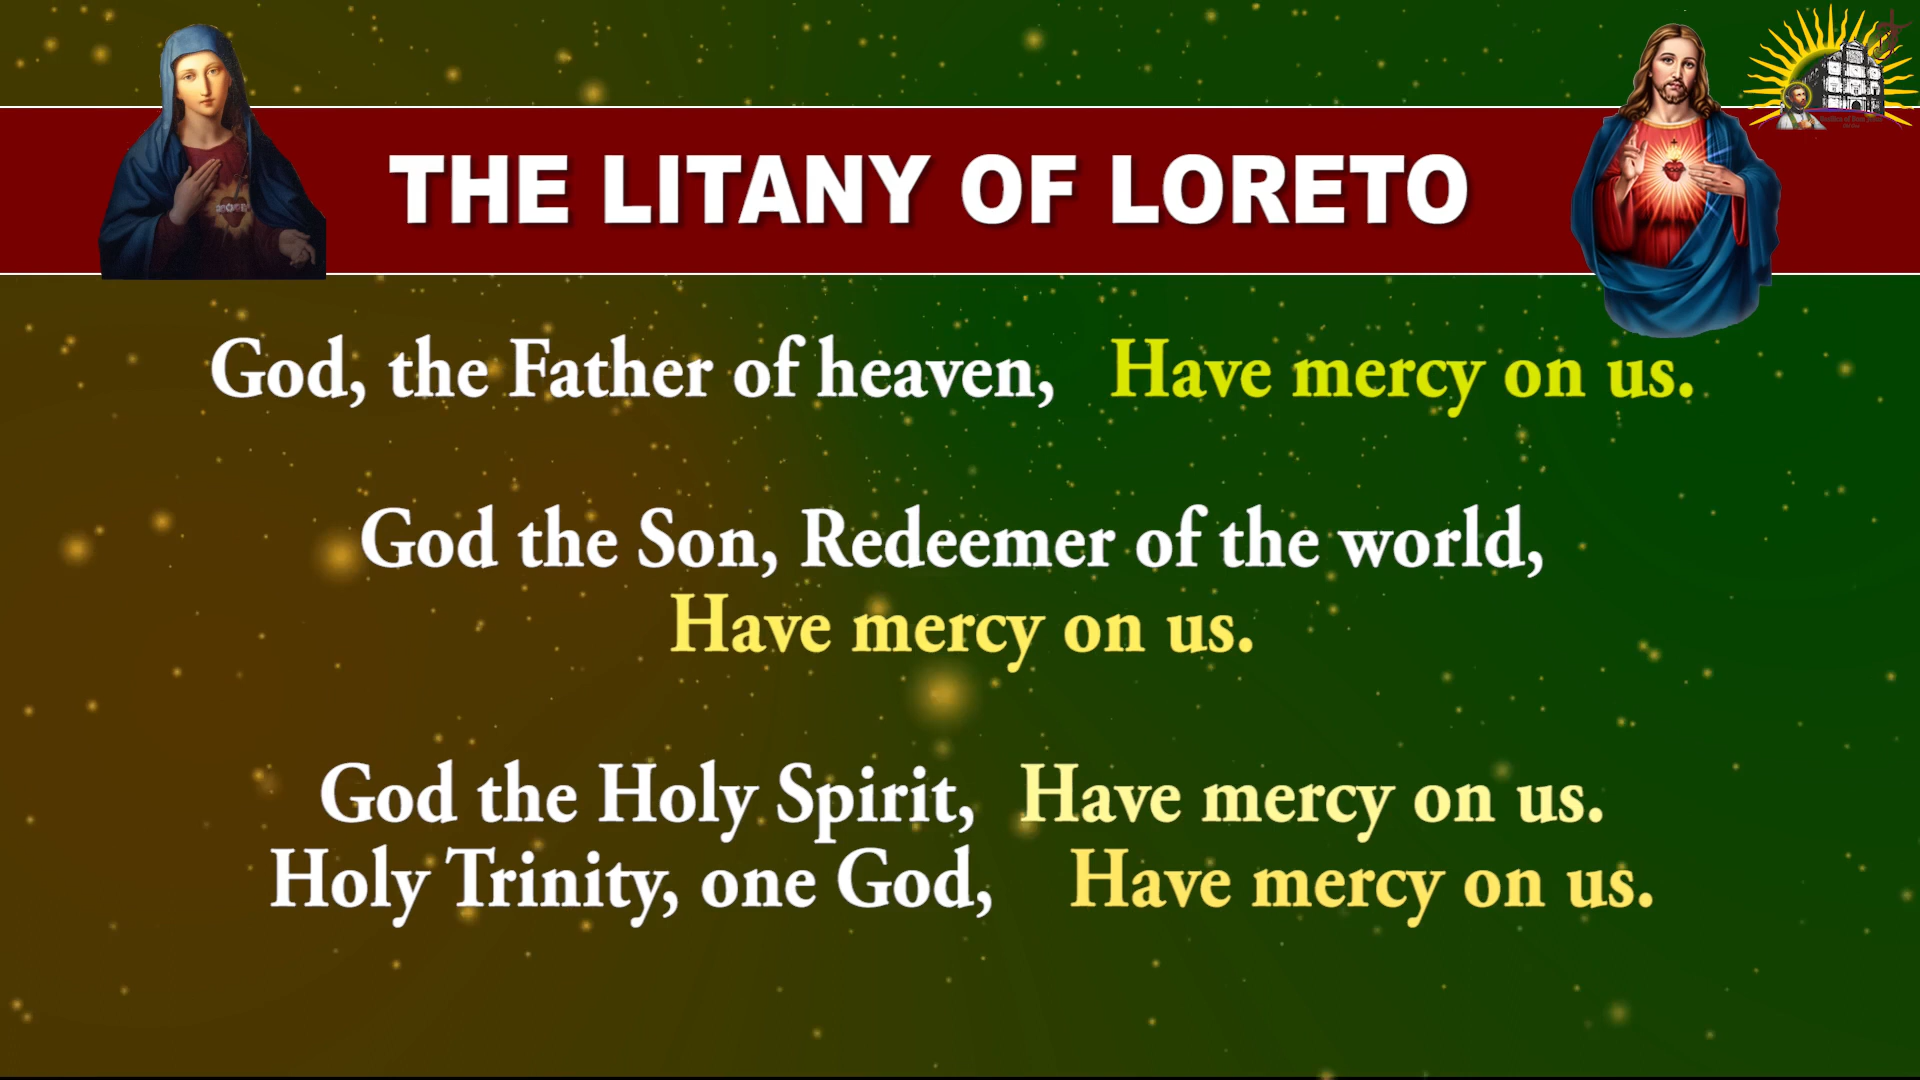 THE LITANY OF LORETO
God, the Father of heaven, Have mercy on us.
God the Son, Redeemer of the world,
Have mercy on us.
God the Holy Spirit, Have mercy on us.
Holy Trinity, one God, Have mercy on us.